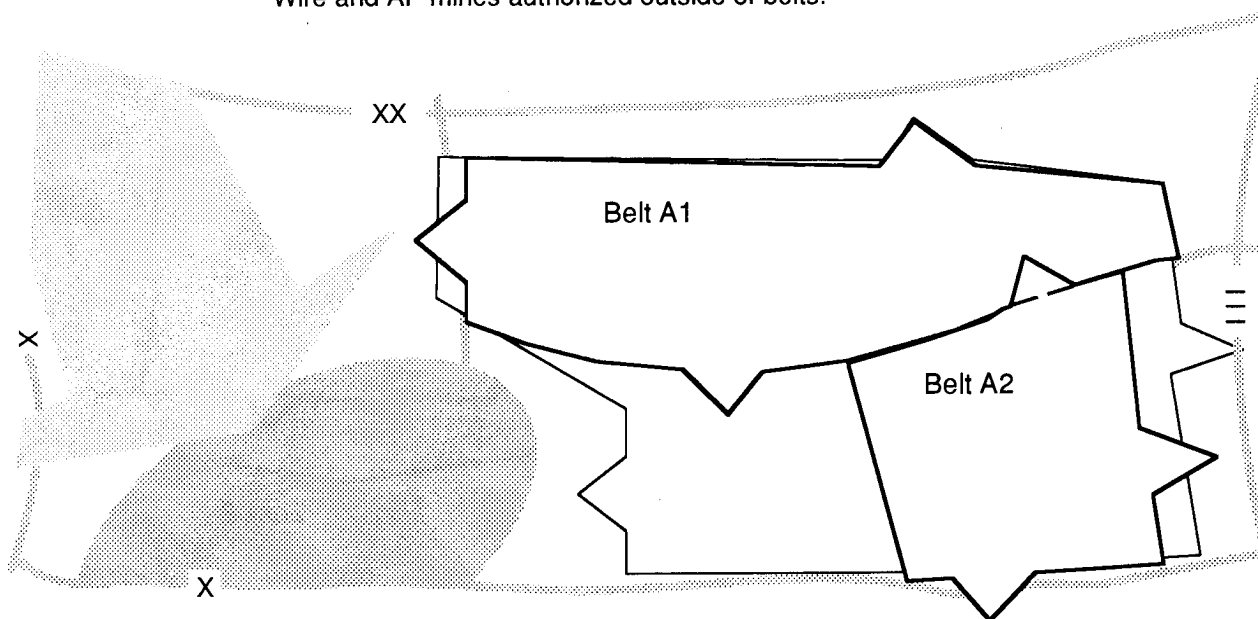 Wire and AP mines authorized outside of belts.
XX
Belt A1
X
Belt A2
X